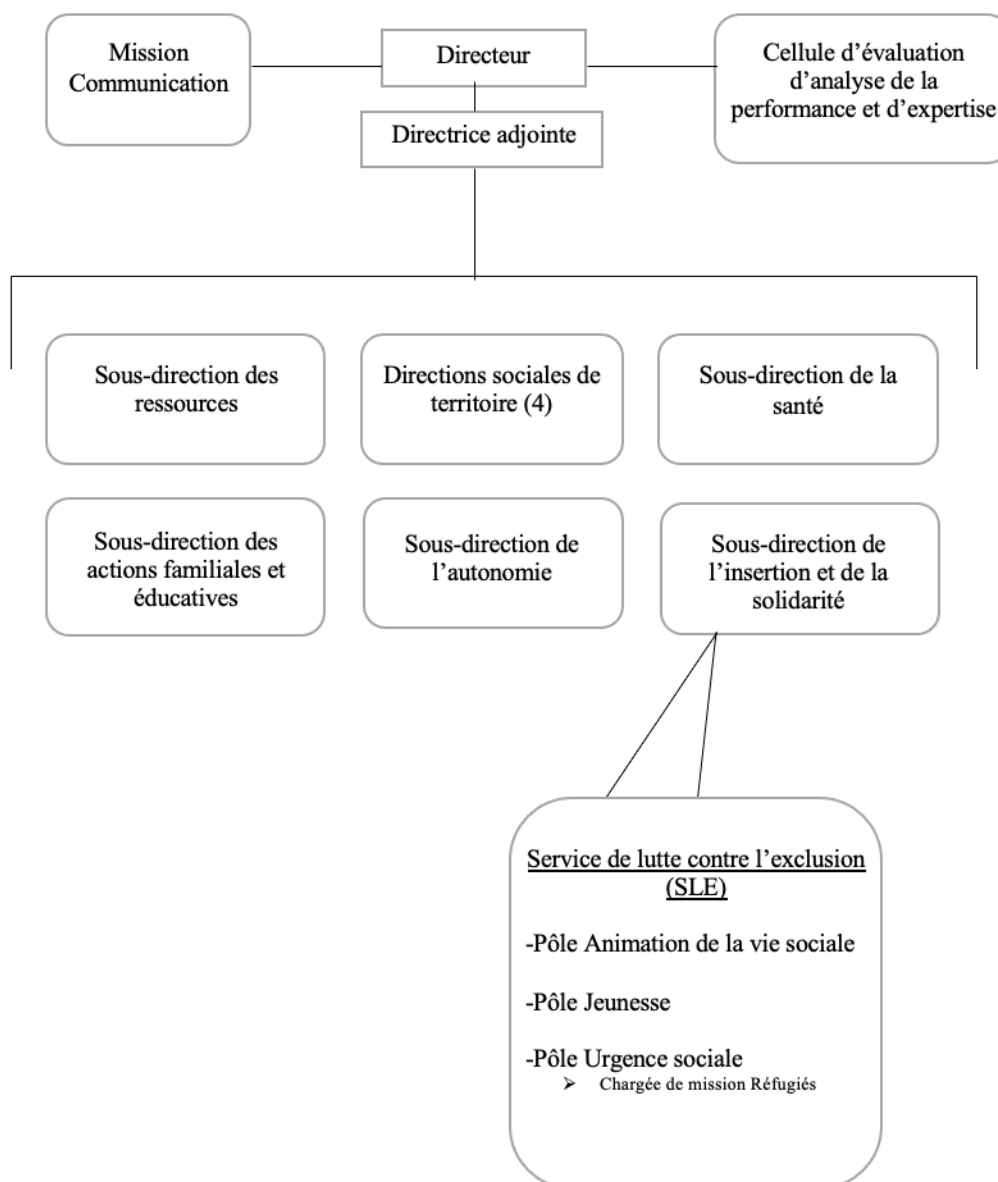 Mission
Communication
Directeur
Cellule d’évaluation
d’analyse de la
performance et d’expertise
Directrice adjointe
Sous-direction des
ressources
Directions sociales de
territoire (4)
Sous-direction de la
santé
Sous-direction des
actions familiales et
éducatives
Sous-direction de
l’autonomie
Sous-direction de
l’insertion et de la
solidarité
Service de lutte contre l’exclusion
(SLE)
-Pôle Animation de la vie sociale
-Pôle Jeunesse
-Pôle Urgence sociale
➢ Chargée de mission Réfugiés